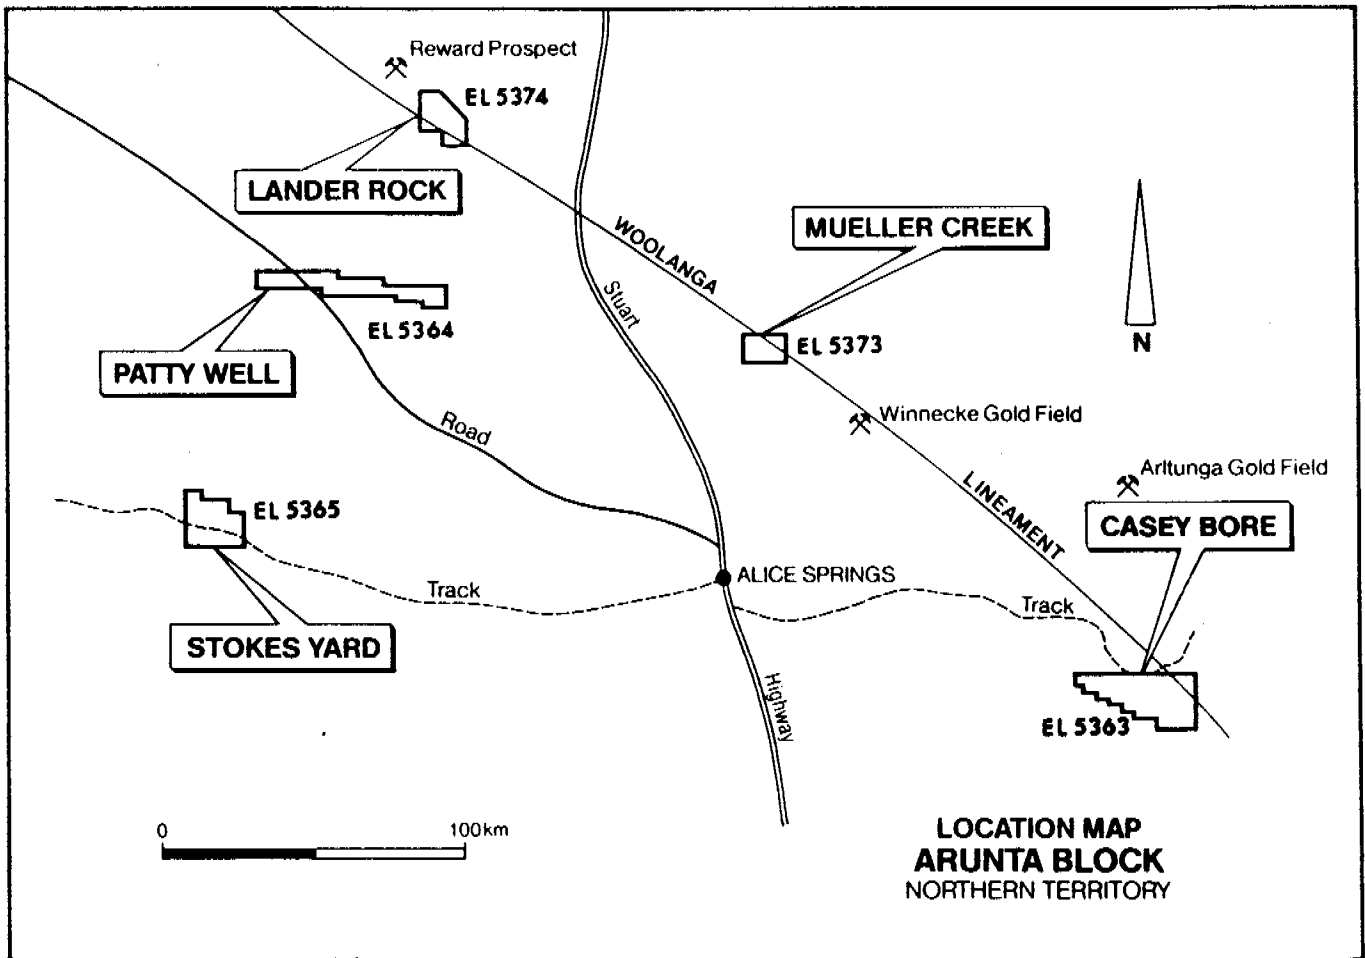 Reward Prospect
EL 5374
LANDER ROCK
MUELLER CREEK
WOOLANGA
Stuart
EL 5364
EL 5373
N
PATTY WELL
Road
Winnecke Gold Field
Arltunga Gold Field
LINEAMENT
CASEY BORE
EL 5365
ALICE SPRINGS
Track
Track
STOKES YARD
Highway
EL 5363
0 100km
LOCATION MAP
ARUNTA BLOCK
NORTHERN TERRITORY